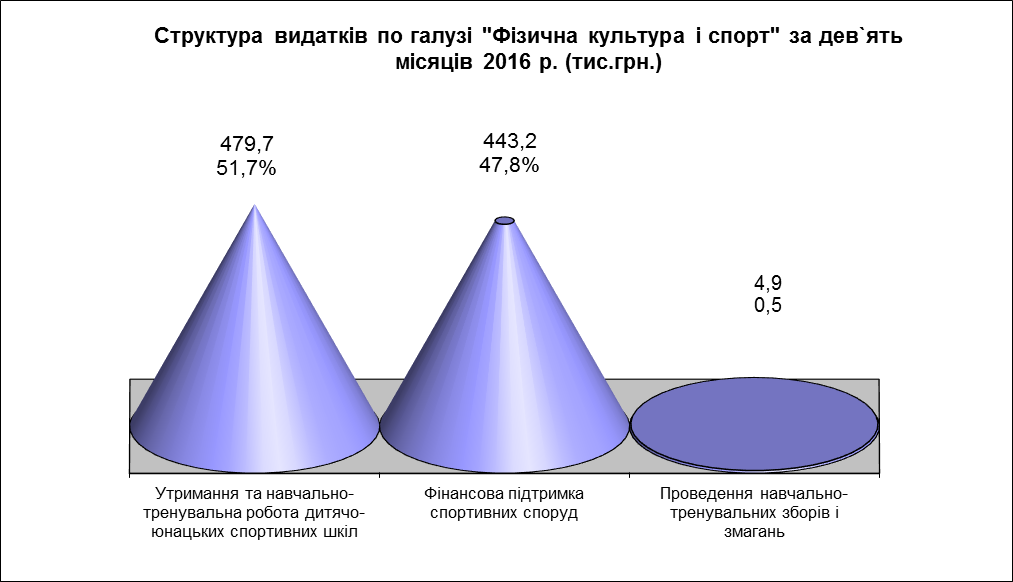 Структура видатків по галузі "Фізична культура і спорт" за дев`ять
місяців 2016 р. (тис.грн.)
479,7
51,7%
443,2
47,8%
4,9
0,5
Утримання та навчально-
тренувальна робота дитячо-
юнацьких спортивних шкіл
Фінансова підтримка
спортивних споруд
Проведення навчально-
тренувальних зборів і
змагань